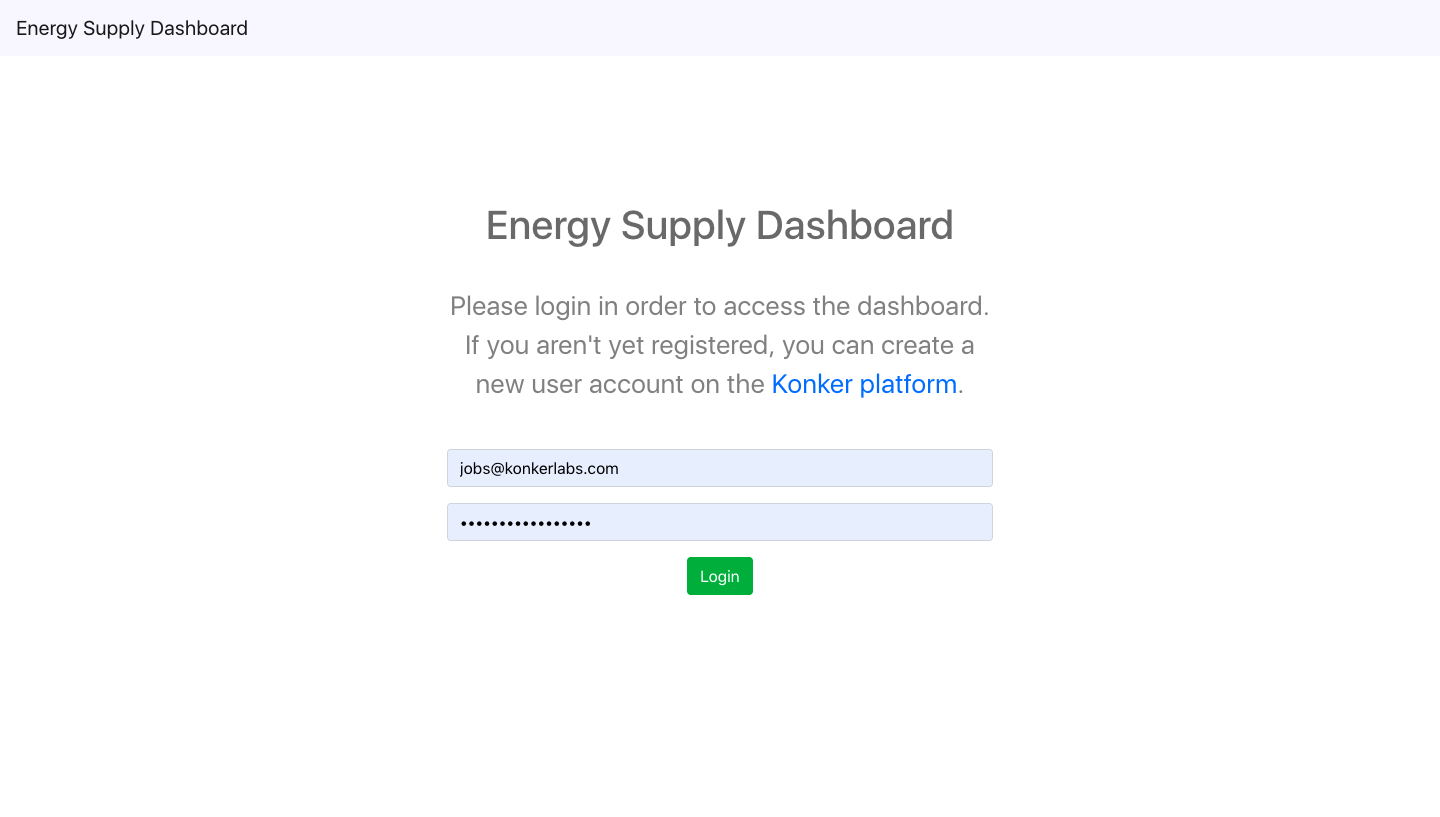 Energy Supply Dashboard
Energy Supply Dashboard
Please login in order to access the dashboard.
If you aren't yet registered, you can create a
new user account on the Konker platform.
jobs@konkerlabs.com
•••••••••••••••••
Login